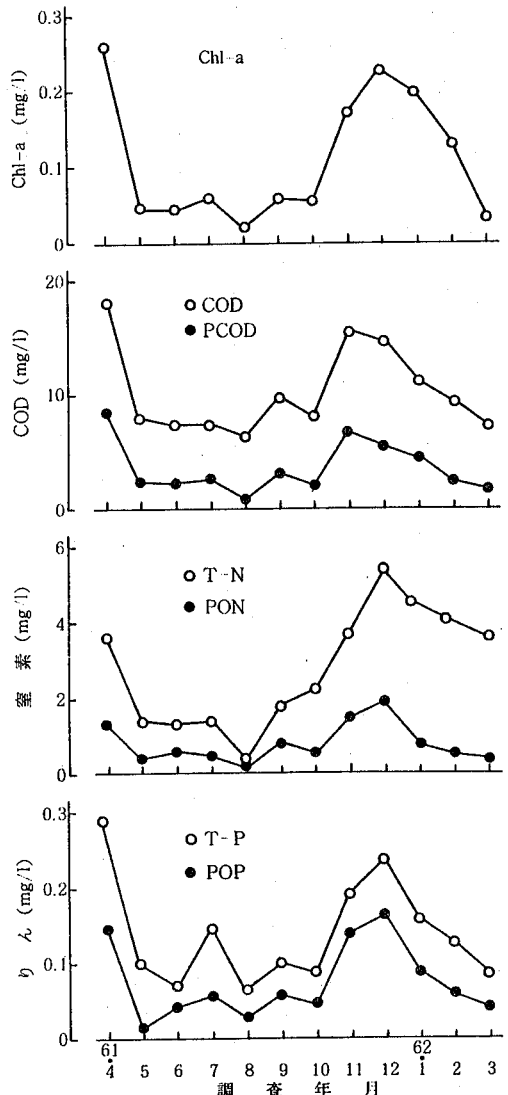 0.3
Chl-a
0.2
0.1
0
Chl-a (mg/l)
20
COD
PCOD
10
0
COD (mg/l)
6
T-N
PON
4
2
0
窒素 (mg/l)
0.3
T-P
POP
0.2
0.1
0
りん (mg/l)
61 62
4 5 6 7 8 9 10 11 12 1 2 3
調査年月